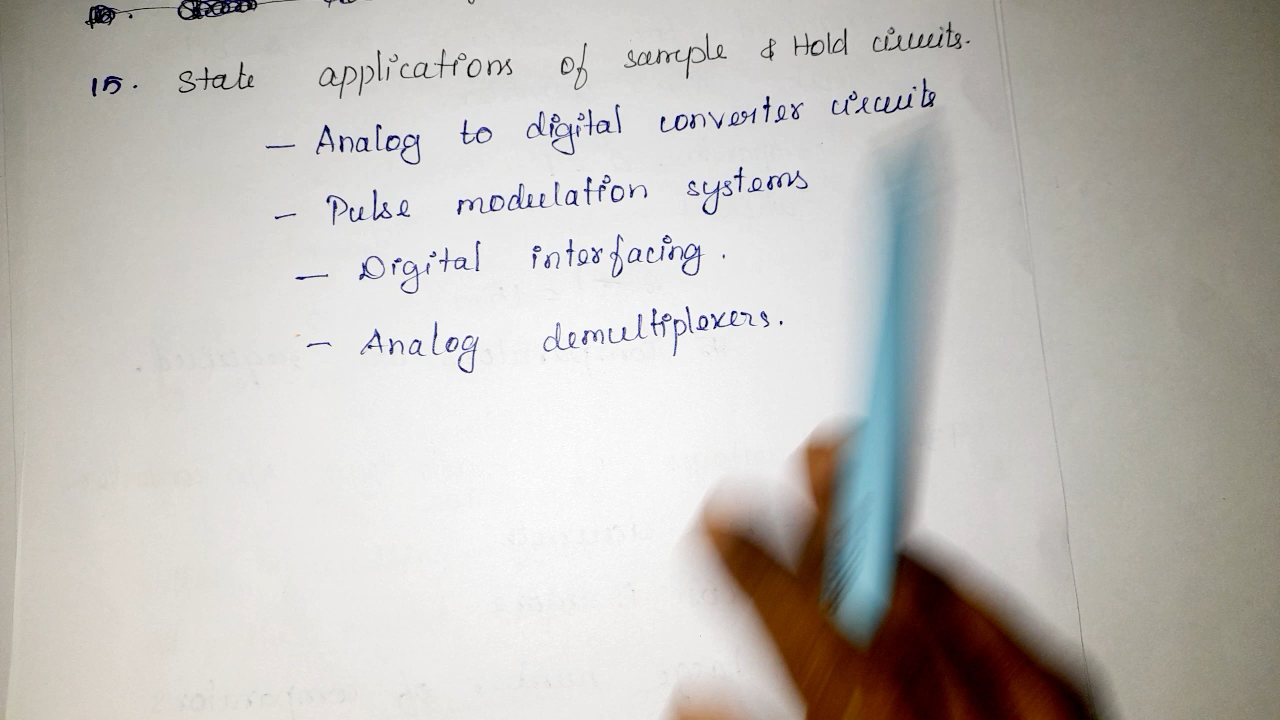 15. State applications of sample & Hold circuits.
- Analog to digital converter circuits
- Pulse modulation systems
- Digital interfacing.
- Analog demultiplexers.